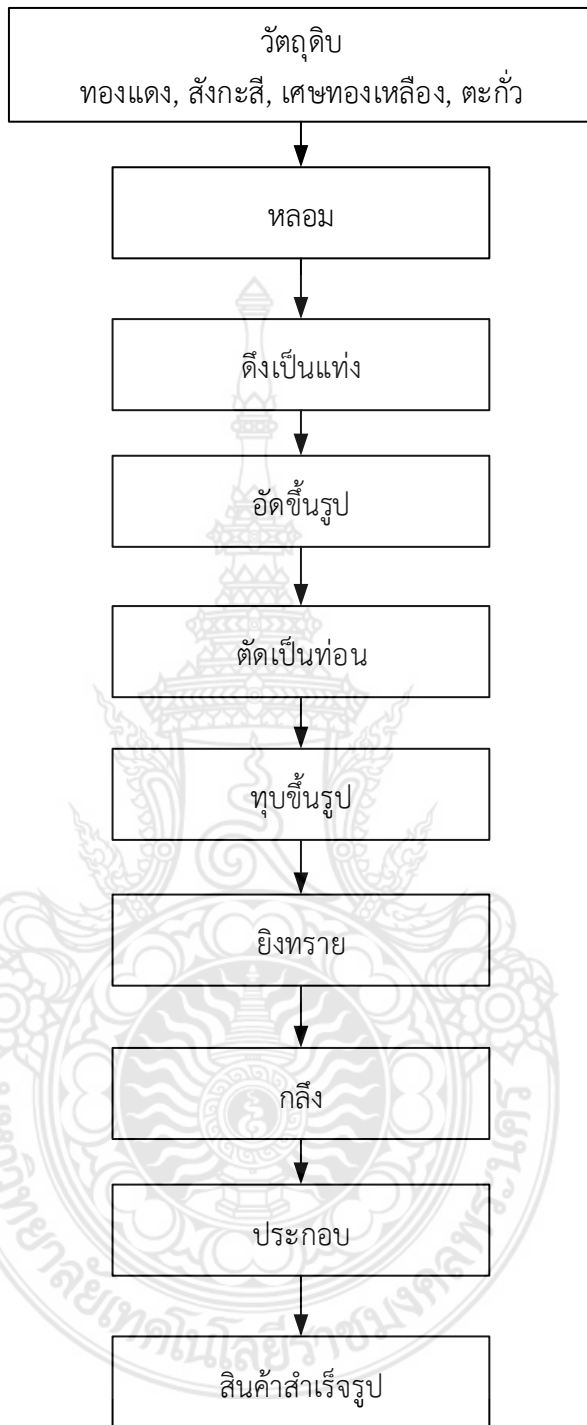 วัตถุดิบ
ทองแดง, สังกะสี, เศษทองเหลือง, ตะกั่ว
หลอม
ดึงเป็นแท่ง
อัดขึ้นรูป
ตัดเป็นท่อน
ทุบขึ้นรูป
ยิงทราย
กลึง
ประกอบ
สินค้าสำเร็จรูป